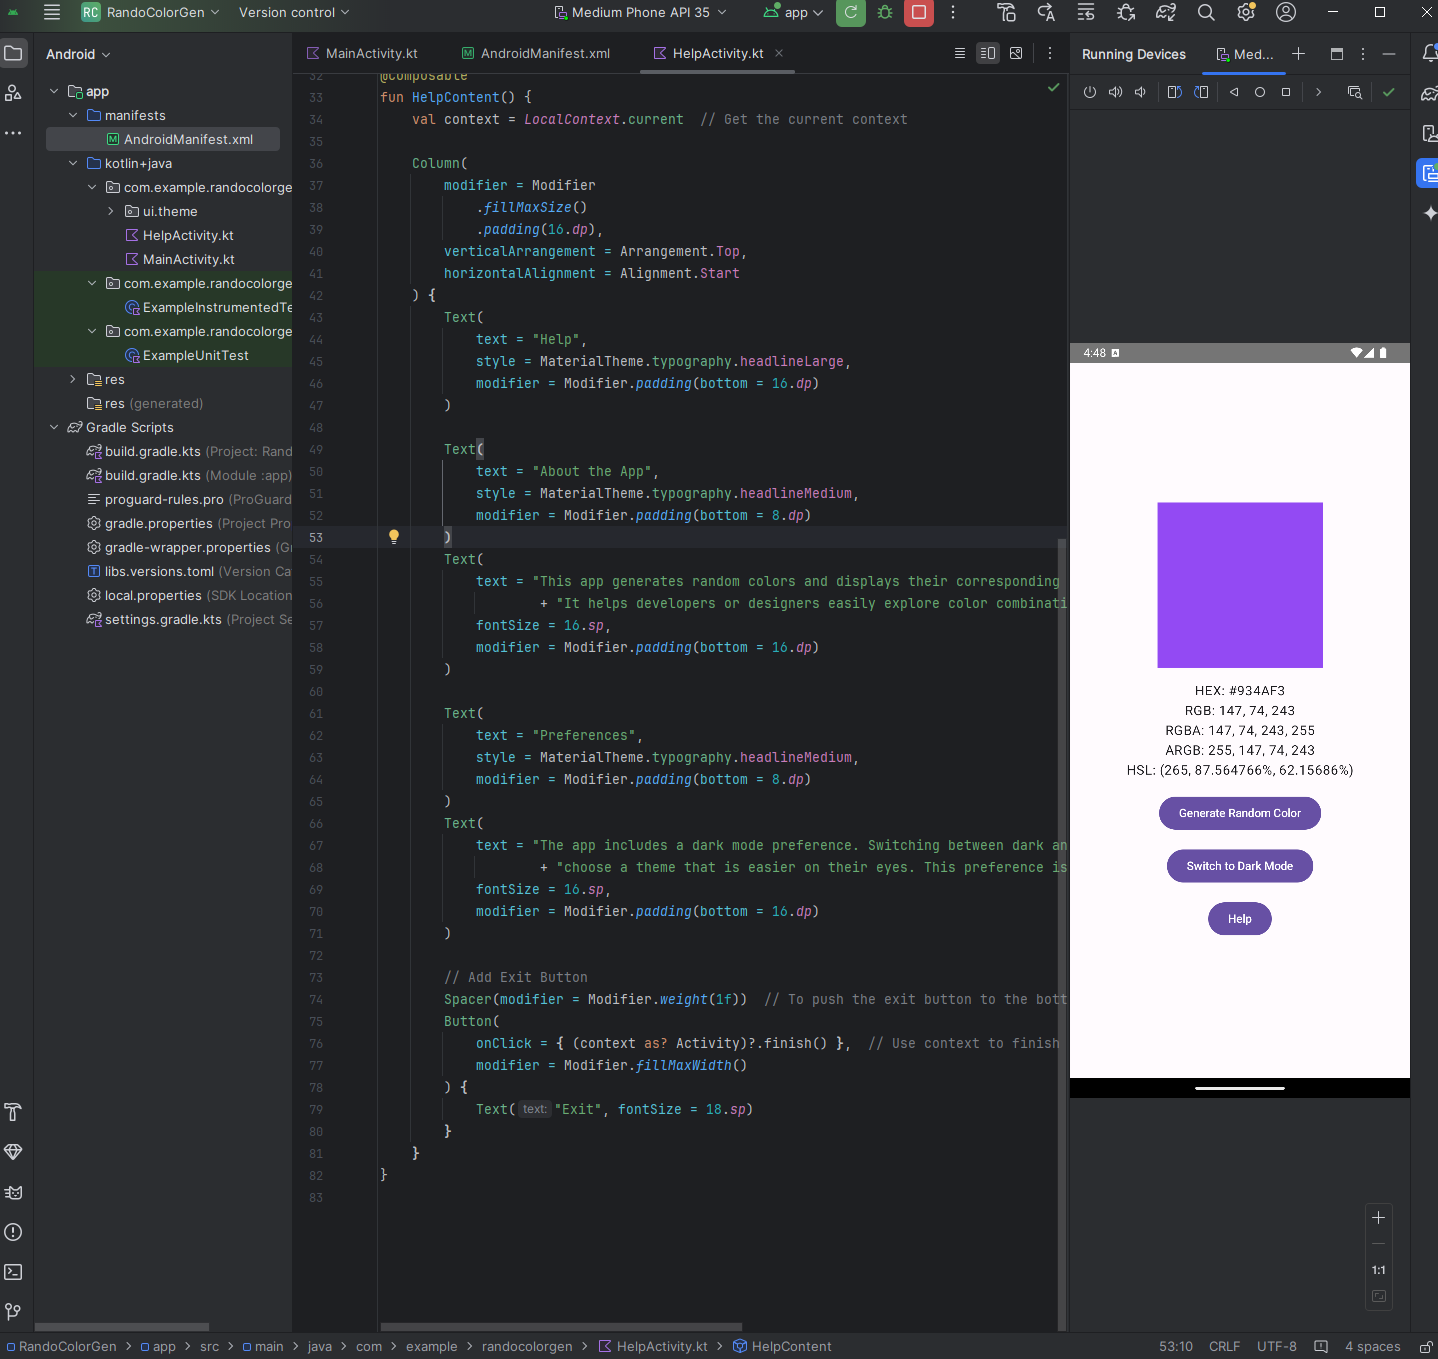 RC RandoColorGen Version control Medium Phone API 35 app
Android
app
manifests
AndroidManifest.xml
kotlin+java
com.example.randocolorge
ui.theme
HelpActivity.kt
MainActivity.kt
com.example.randocolorge
ExampleInstrumentedTe
com.example.randocolorge
ExampleUnitTest
res
res (generated)
Gradle Scripts
build.gradle.kts (Project: Rand
build.gradle.kts (Module :app)
proguard-rules.pro (ProGuard
gradle.properties (Project Pro
gradle-wrapper.properties (Gr
libs.versions.toml (Version Ca
local.properties (SDK Location
settings.gradle.kts (Project Se
MainActivity.kt AndroidManifest.xml HelpActivity.kt
32 @Composable
33 fun HelpContent() {
34 val context = LocalContext.current // Get the current context
35
36 Column(
37 modifier = Modifier
38 .fillMaxSize()
39 .padding(16.dp),
40 verticalArrangement = Arrangement.Top,
41 horizontalAlignment = Alignment.Start
42 ) {
43 Text(
44 text = "Help",
45 style = MaterialTheme.typography.headlineLarge,
46 modifier = Modifier.padding(bottom = 16.dp)
47 )
48
49 Text(
50 text = "About the App",
51 style = MaterialTheme.typography.headlineMedium,
52 modifier = Modifier.padding(bottom = 8.dp)
53 )
54 Text(
55 text = "This app generates random colors and displays their corresponding
56 + "It helps developers or designers easily explore color combinati
57 fontSize = 16.sp,
58 modifier = Modifier.padding(bottom = 16.dp)
59 )
60
61 Text(
62 text = "Preferences",
63 style = MaterialTheme.typography.headlineMedium,
64 modifier = Modifier.padding(bottom = 8.dp)
65 )
66 Text(
67 text = "The app includes a dark mode preference. Switching between dark an
68 + "choose a theme that is easier on their eyes. This preference is
69 fontSize = 16.sp,
70 modifier = Modifier.padding(bottom = 16.dp)
71 )
72
73 // Add Exit Button
74 Spacer(modifier = Modifier.weight(1f)) // To push the exit button to the bott
75 Button(
76 onClick = { (context as? Activity)?.finish() }, // Use context to finish
77 modifier = Modifier.fillMaxWidth()
78 ) {
79 Text( text: "Exit", fontSize = 18.sp)
80 }
81 }
82 }
83
Running Devices Med...
4:48
HEX: #934AF3
RGB: 147, 74, 243
RGBA: 147, 74, 243, 255
ARGB: 255, 147, 74, 243
HSL: (265, 87.564766%, 62.15686%)
Generate Random Color
Switch to Dark Mode
Help
1:1
RandoColorGen > app > src > main > java > com > example > randocolorgen > HelpActivity.kt > HelpContent 53:10 CRLF UTF-8 4 spaces